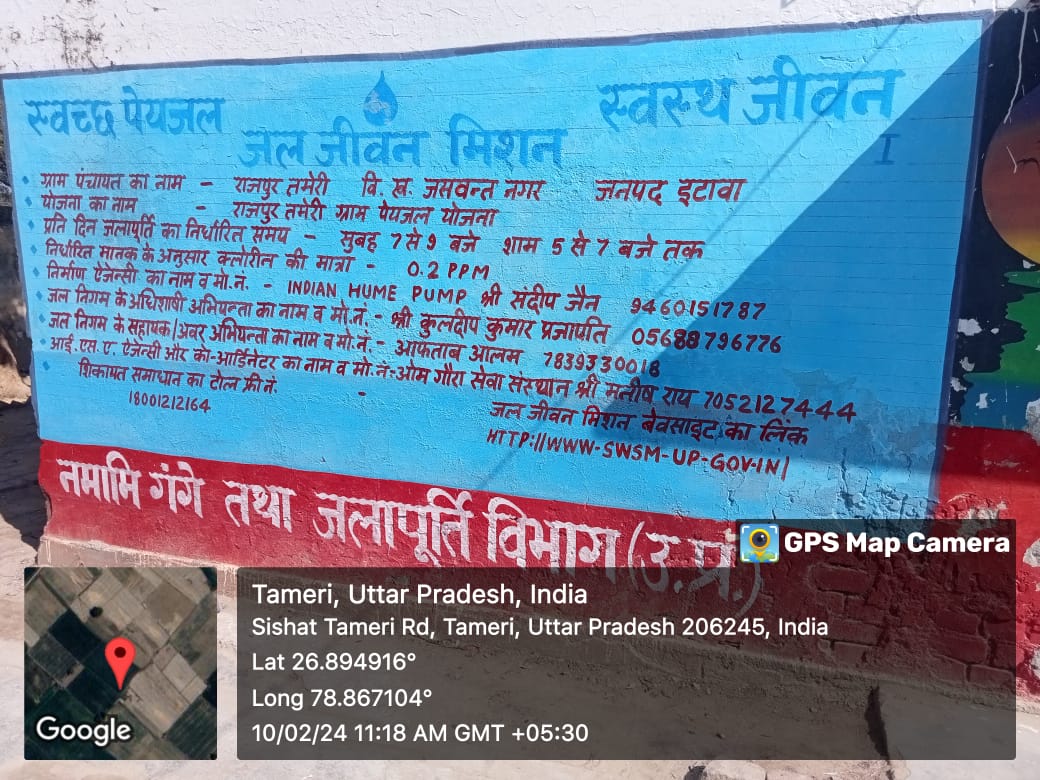 स्वच्छ पेयजल
स्वस्थ जीवन
जल जीवन मिशन
ग्राम पंचायत का नाम - राजपुर तमेरी वि. ख. जसवन्त नगर जनपद इटावा
योजना का नाम - राजपुर तमेरी ग्राम पेयजल योजना
प्रति दिन जलापूर्ति का निर्धारित समय - सुबह 7 से 9 बजे शाम 5 से 7 बजे तक
निर्धारित मानक के अनुसार क्लोरीन की मात्रा - 0.2 PPM
निर्माण ऐजेन्सी का नाम व मो.नं. - INDIAN HUME PUMP श्री संदीप जैन 9460151787
जल निगम के अधिशाषी अभियन्ता का नाम व मो.नं. - श्री कुलदीप कुमार प्रजापति 05688796776
जल निगम के सहायक/अवर अभियन्ता का नाम व मो.नं. - आफताब आलम 7839330018
आई.एस.ए. ऐजेन्सी और को-आर्डिनेटर का नाम व मो.नं-ओम गौरा सेवा संस्थान श्री मनीष राय 7052127444
शिकायत समाधान का टोल फ्री नं. -
18001212164
जल जीवन मिशन बेवसाइट का लिंक
HTTP://WWW-SWSM-UP-GOV-IN/
नमामि गंगे तथा जलापूर्ति विभाग (उ.प्र.)
GPS Map Camera
Tameri, Uttar Pradesh, India
Sishat Tameri Rd, Tameri, Uttar Pradesh 206245, India
Lat 26.894916°
Long 78.867104°
10/02/24 11:18 AM GMT +05:30
Google